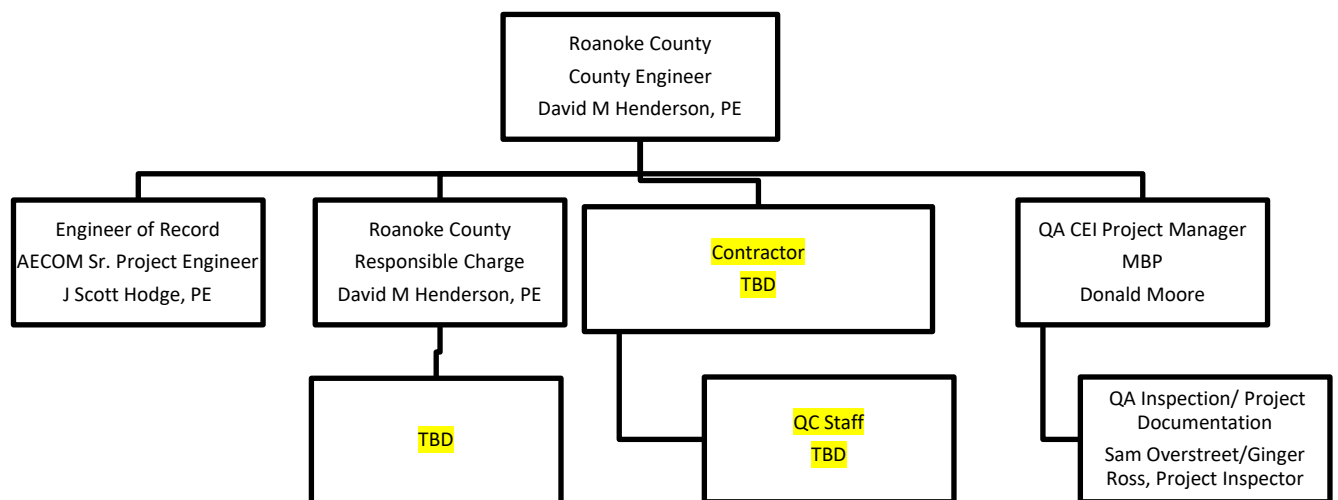 Roanoke County
County Engineer
David M Henderson, PE
Engineer of Record
AECOM Sr. Project Engineer
J Scott Hodge, PE
Roanoke County
Responsible Charge
David M Henderson, PE
Contractor
TBD
QA CEI Project Manager
MBP
Donald Moore
TBD
QC Staff
TBD
QA Inspection/ Project
Documentation
Sam Overstreet/Ginger
Ross, Project Inspector